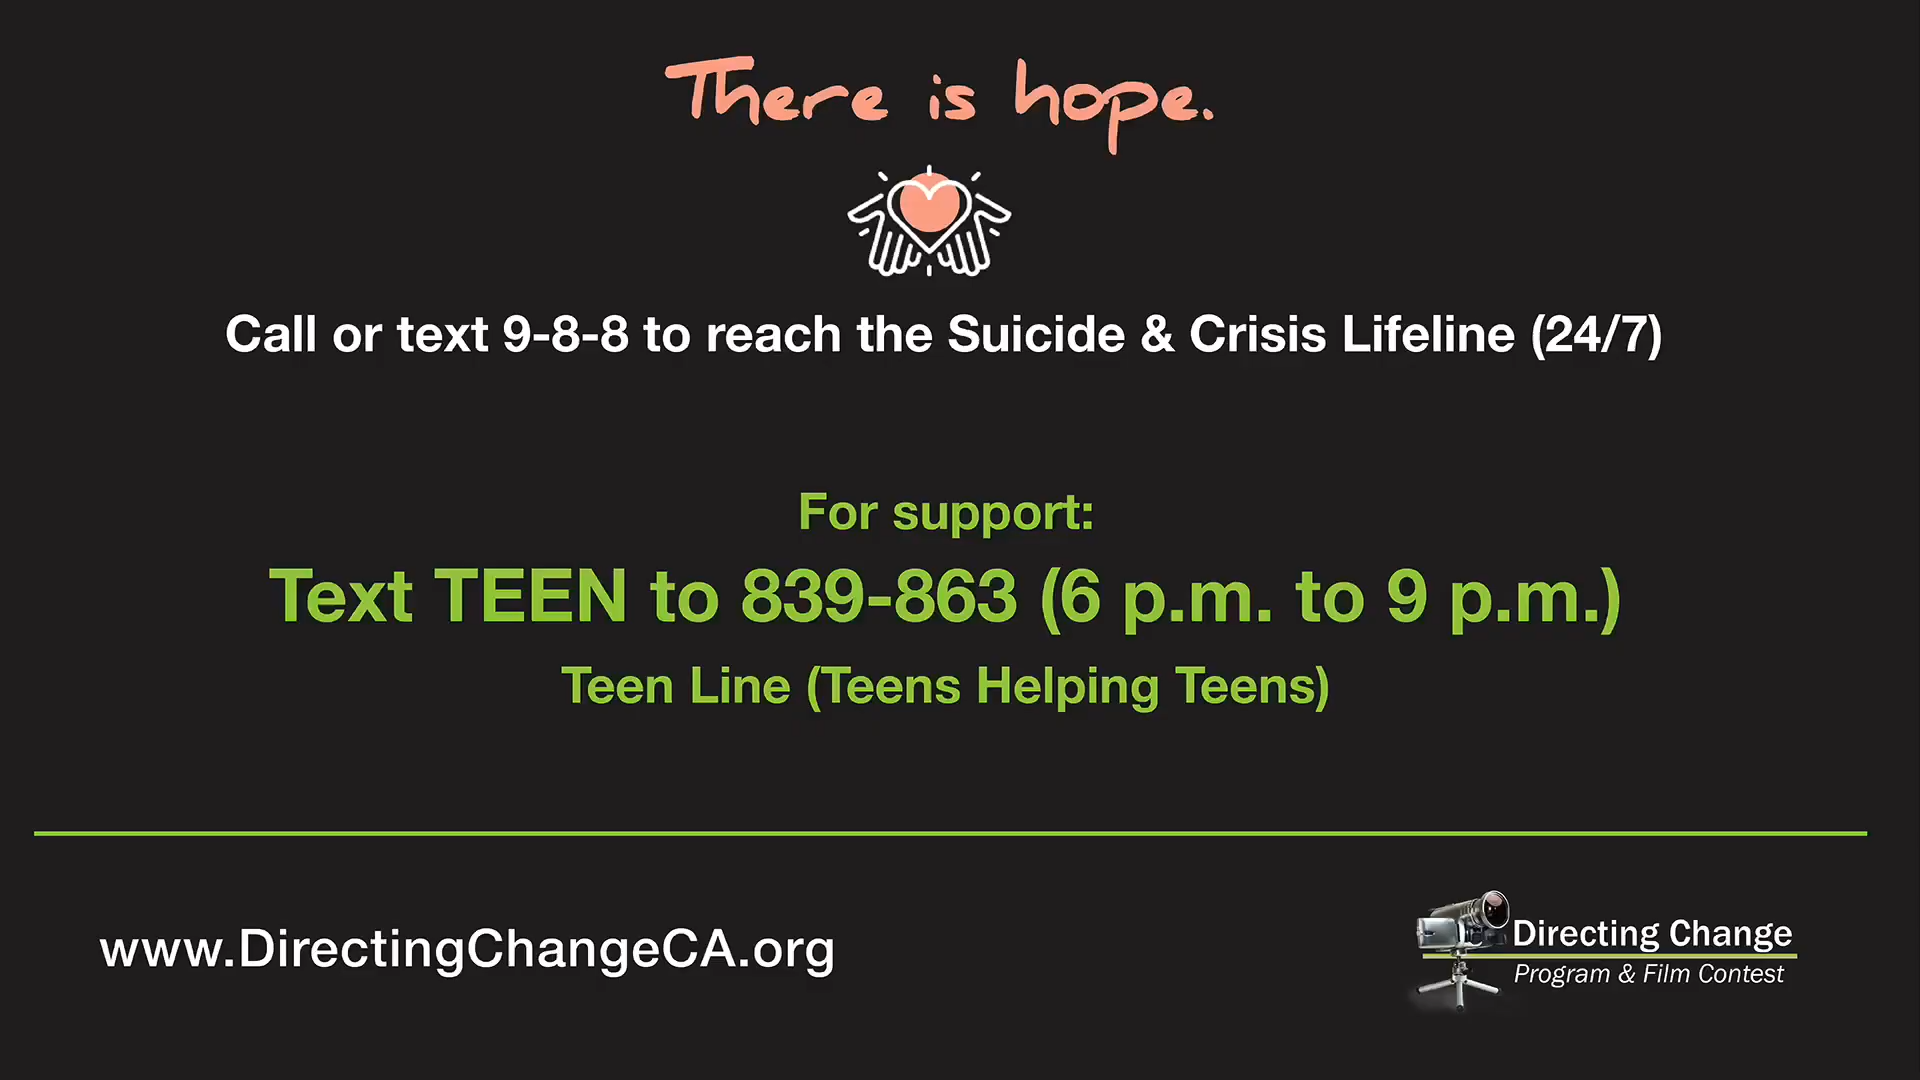 There is hope.
Call or text 9-8-8 to reach the Suicide & Crisis Lifeline (24/7)
For support:
Text TEEN to 839-863 (6 p.m. to 9 p.m.)
Teen Line (Teens Helping Teens)
www.DirectingChangeCA.org
Directing Change
Program & Film Contest